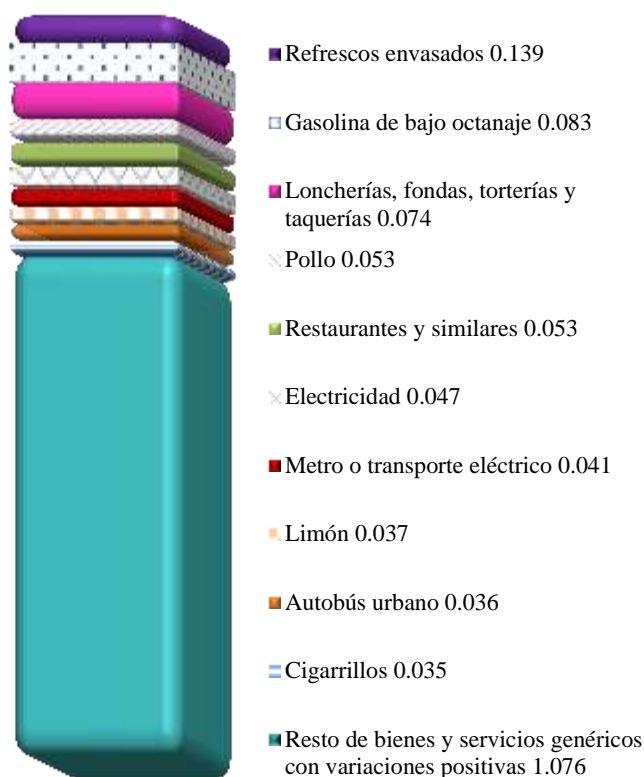 Refrescos envasados 0.139
Gasolina de bajo octanaje 0.083
Loncherías, fondas, torterías y
taquerías 0.074
Pollo 0.053
Restaurantes y similares 0.053
Electricidad 0.047
Metro o transporte eléctrico 0.041
Limón 0.037
Autobús urbano 0.036
Cigarrillos 0.035
Resto de bienes y servicios genéricos
con variaciones positivas 1.076